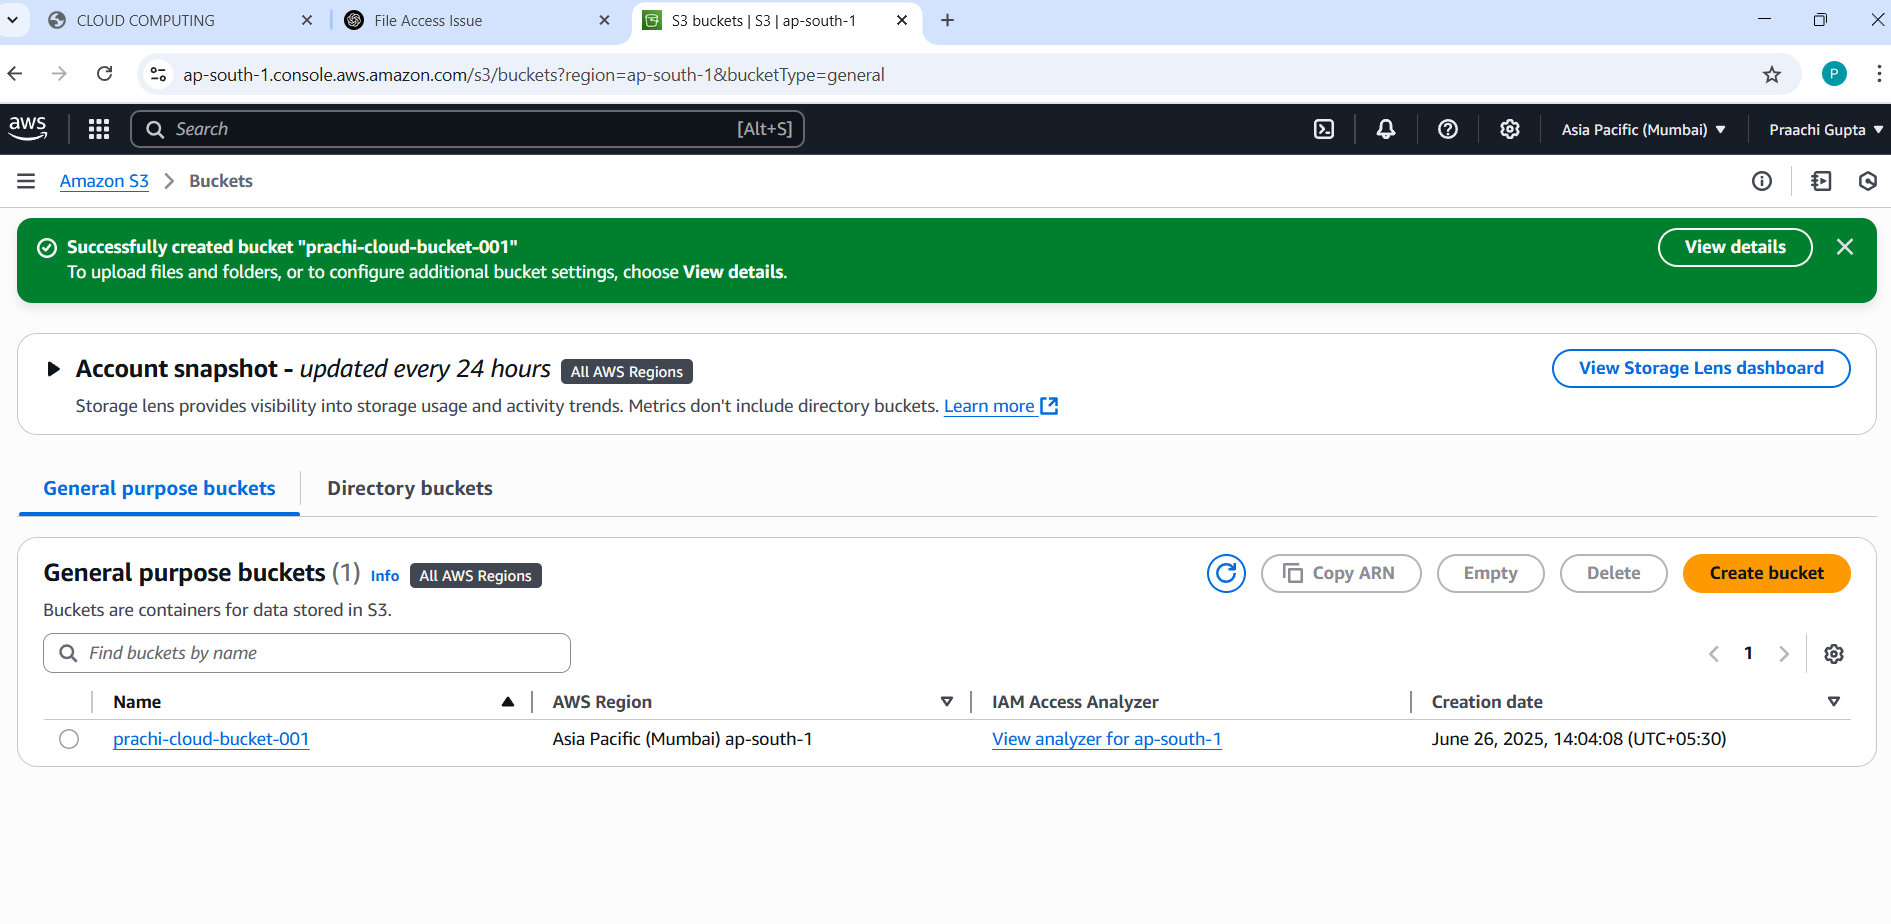 CLOUD COMPUTING
File Access Issue
S3 buckets | S3 | ap-south-1
ap-south-1.console.aws.amazon.com/s3/buckets?region=ap-south-1&bucketType=general
P
aws
Search
[Alt+S]
Asia Pacific (Mumbai)
Praachi Gupta
Amazon S3
Buckets
Successfully created bucket "prachi-cloud-bucket-001"
To upload files and folders, or to configure additional bucket settings, choose View details.
View details
Account snapshot - updated every 24 hours
All AWS Regions
Storage lens provides visibility into storage usage and activity trends. Metrics don't include directory buckets. Learn more
View Storage Lens dashboard
General purpose buckets
Directory buckets
General purpose buckets (1) Info
All AWS Regions
Buckets are containers for data stored in S3.
Copy ARN
Empty
Delete
Create bucket
Find buckets by name
1
Name
AWS Region
IAM Access Analyzer
Creation date
prachi-cloud-bucket-001
Asia Pacific (Mumbai) ap-south-1
View analyzer for ap-south-1
June 26, 2025, 14:04:08 (UTC+05:30)